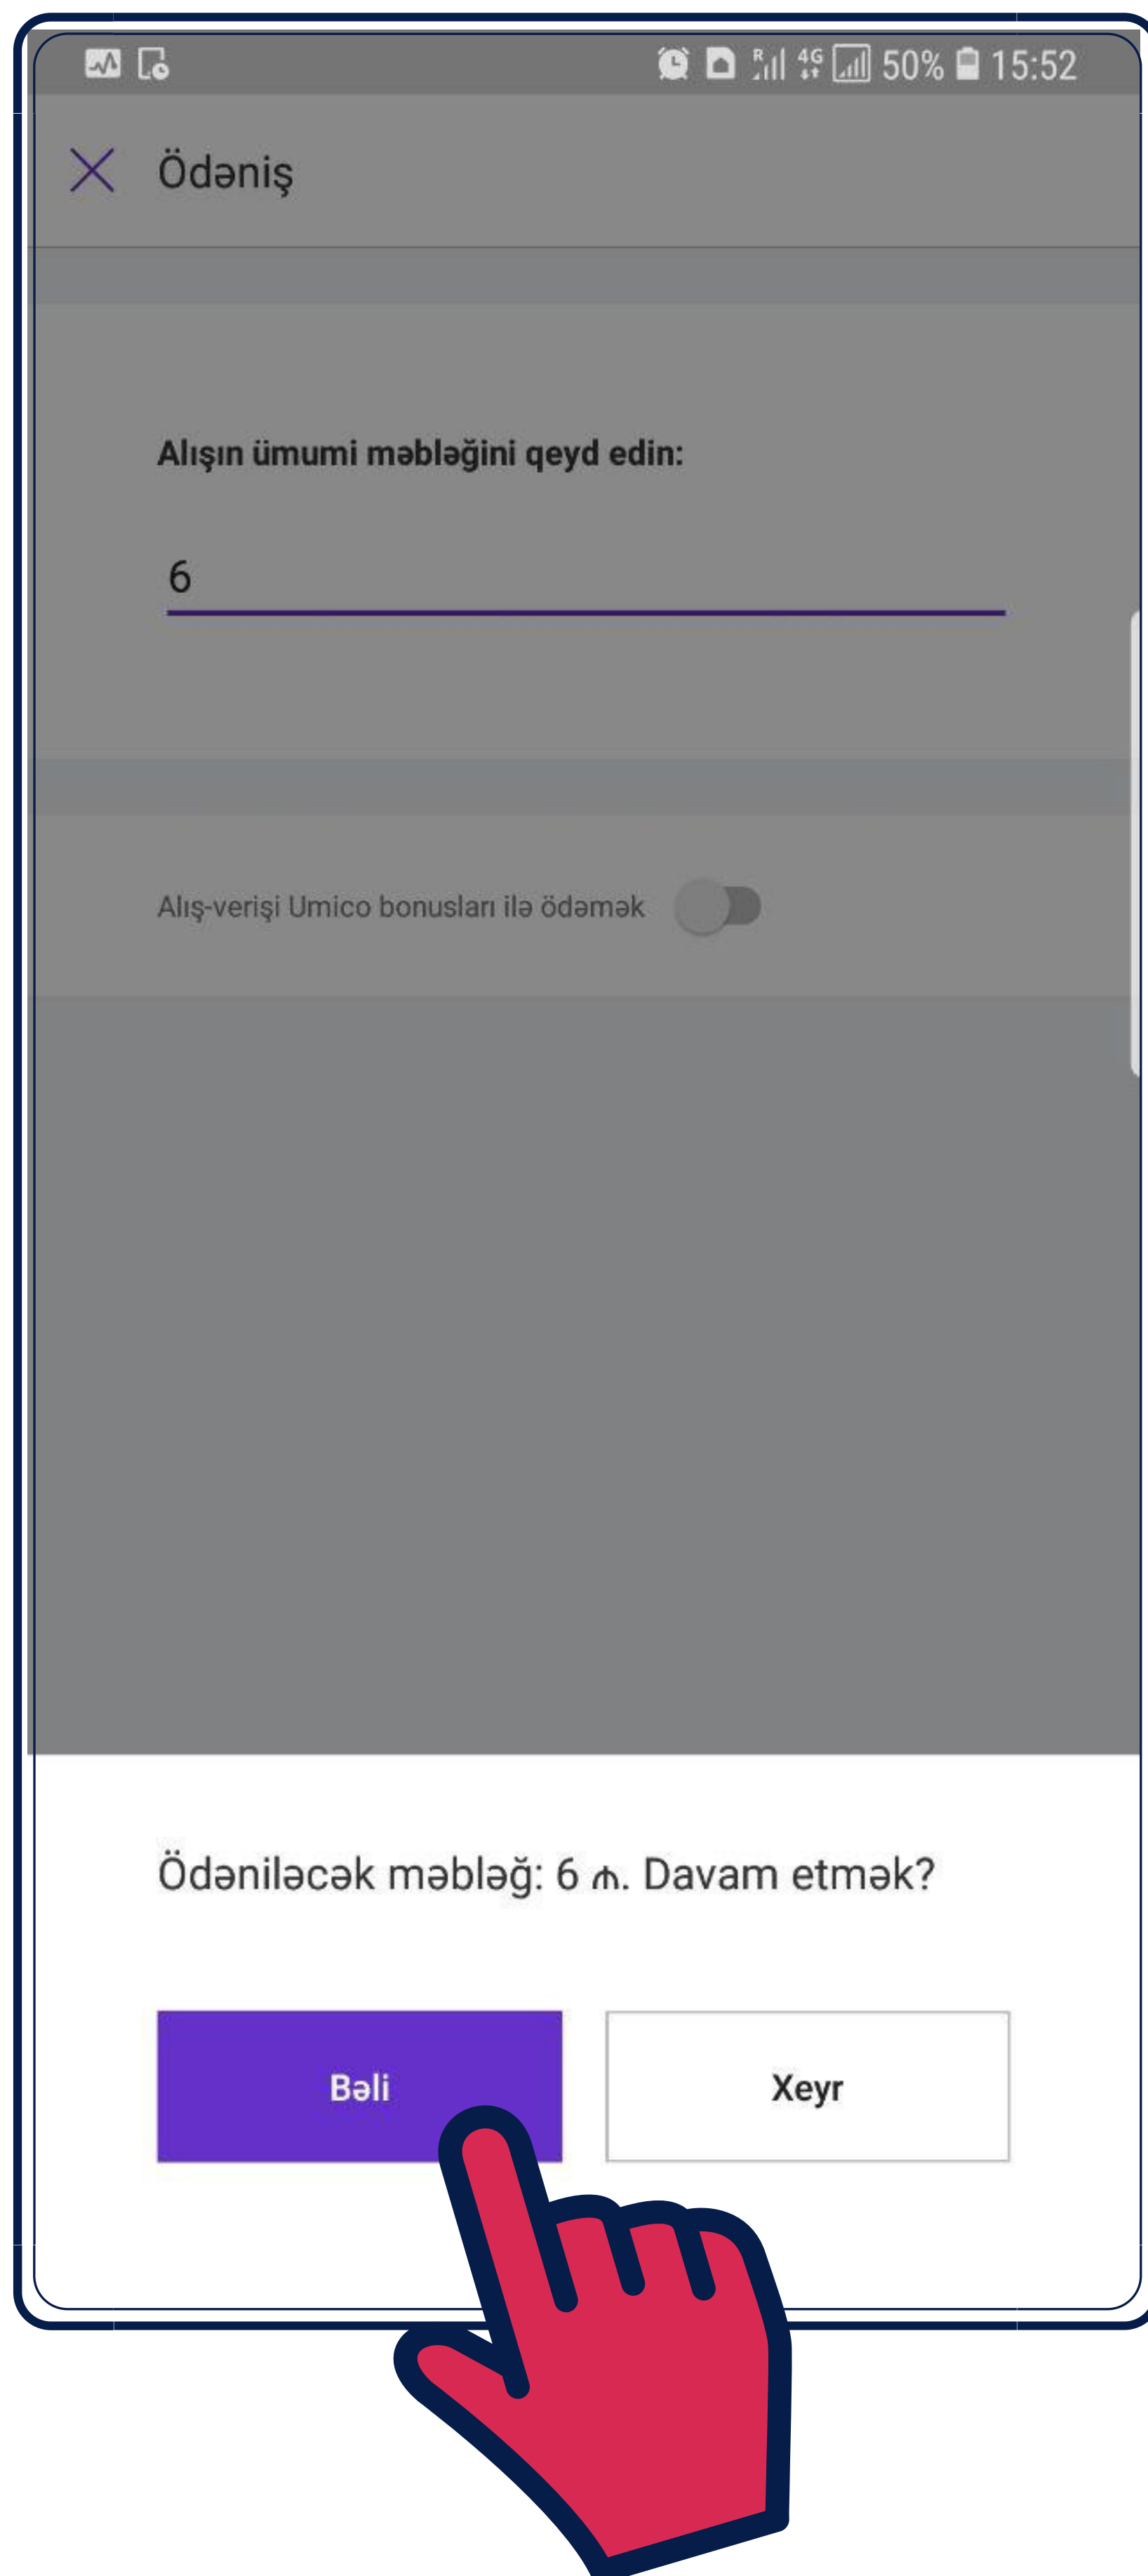 R 4G 50% 15:52
Ödəniş
Alışın ümumi məbləğini qeyd edin:
6
Alış-verişi Umico bonusları ilə ödəmək
Ödəniləcək məbləğ: 6 ₼. Davam etmək?
Bəli Xeyr